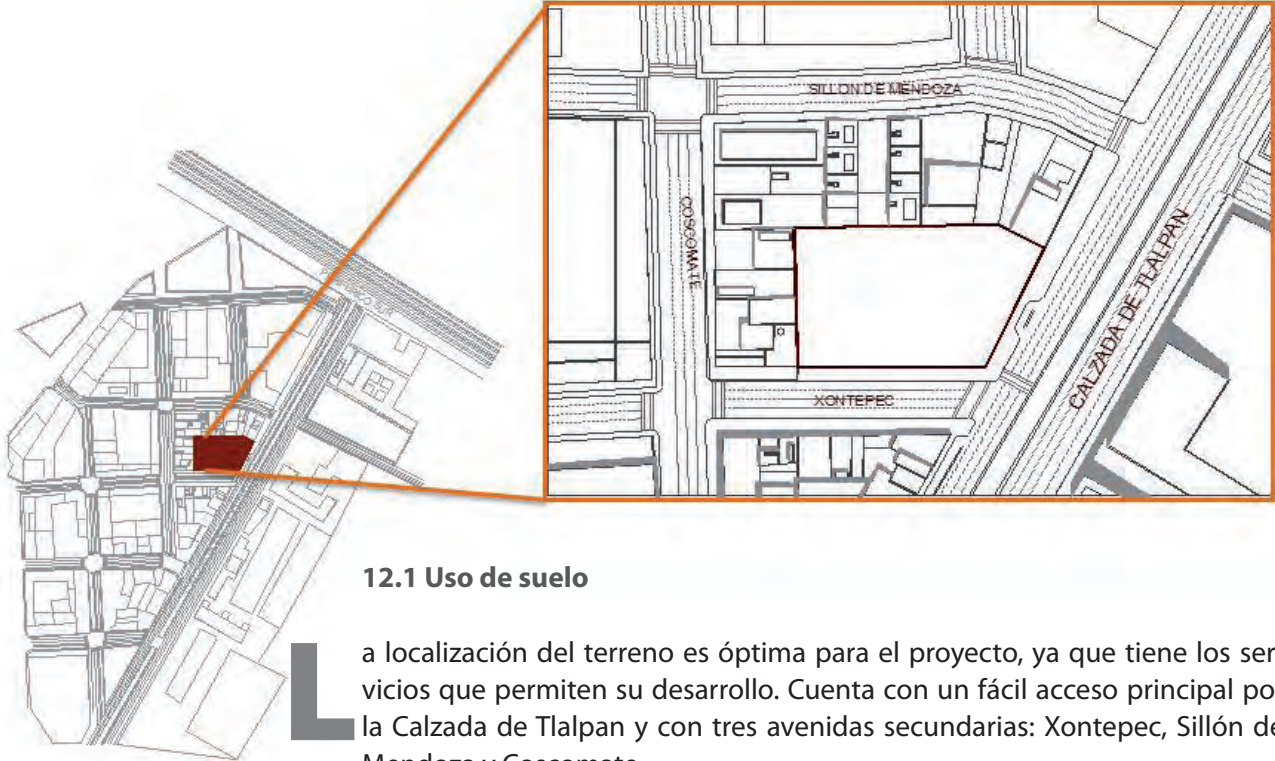 SILLON DE MENDOZA
COSCOMATE
CALZADA DE TLALPAN
XONTEPEC
12.1 Uso de suelo
La localización del terreno es óptima para el proyecto, ya que tiene los ser
vicios que permiten su desarrollo. Cuenta con un fácil acceso principal po
la Calzada de Tlalpan y con tres avenidas secundarias: Xontepec, Sillón de
Mendoza y Coscomate